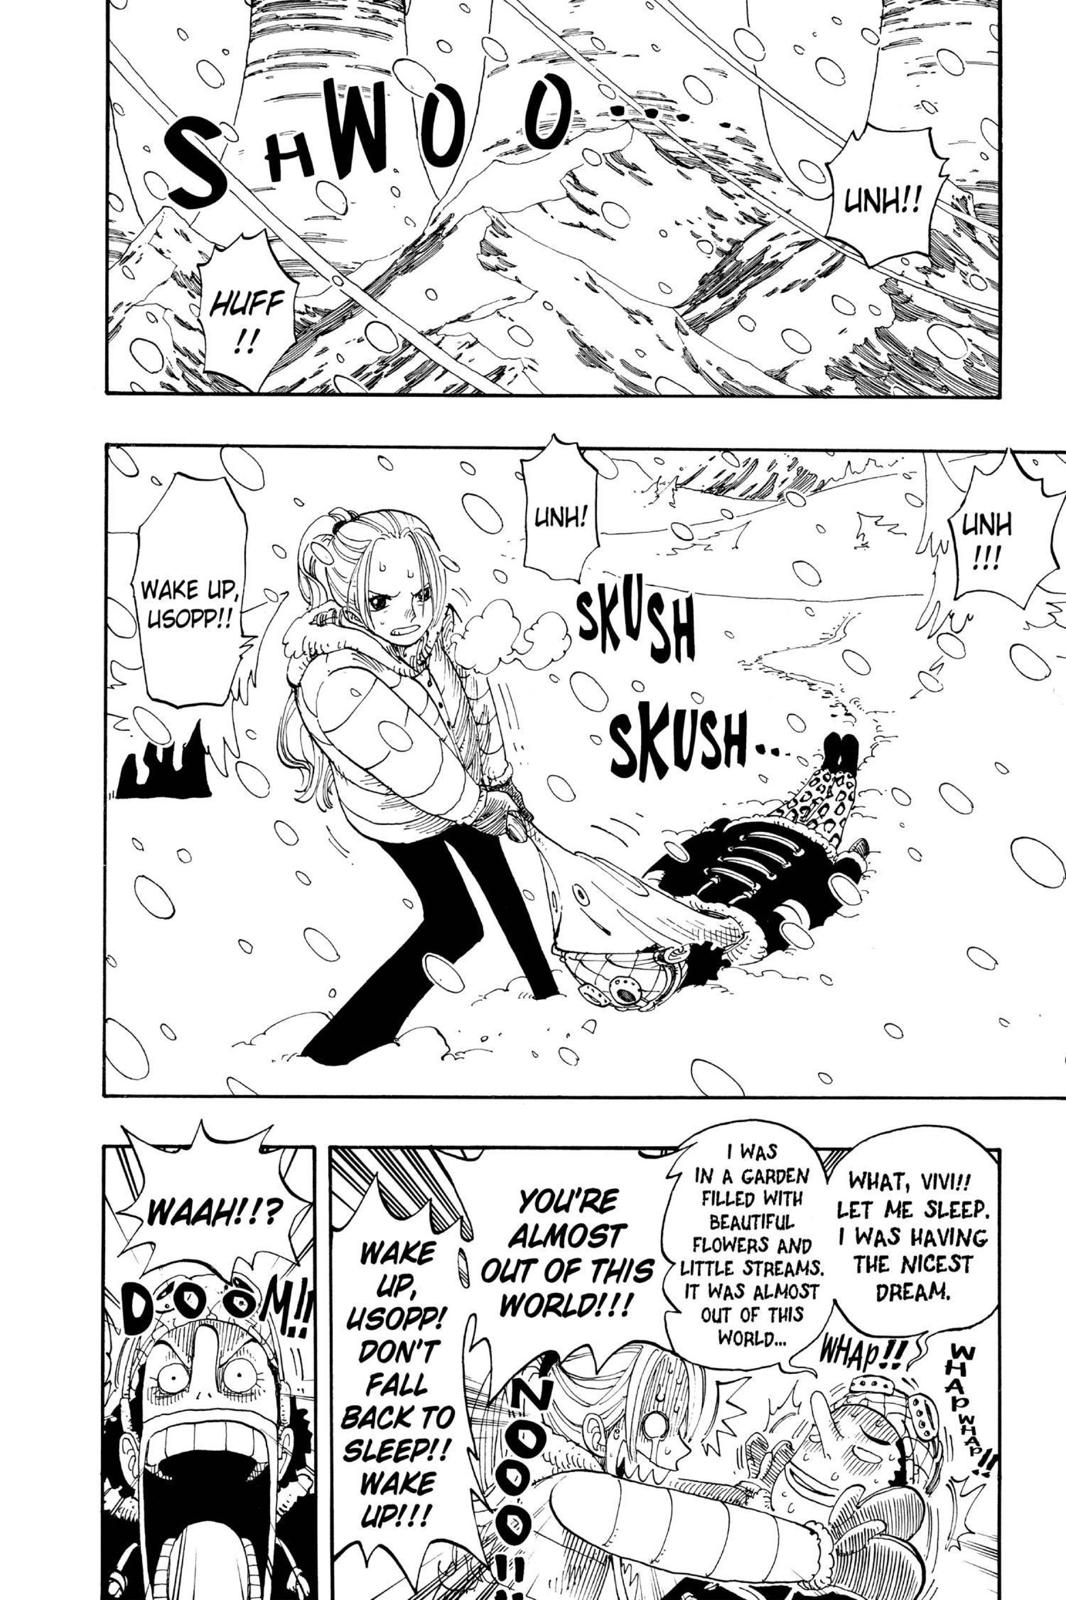 SHWOO....
UNH!!
HUFF
!!
UNH
!!!
UNH!
SKUSH
SKUSH..
WAKE UP,
USOPP!!
WHAT, VIVI!!
LET ME SLEEP.
I WAS HAVING
THE NICEST
DREAM.
I WAS
IN A GARDEN
FILLED WITH
BEAUTIFUL
FLOWERS AND
LITTLE STREAMS.
IT WAS ALMOST
OUT OF THIS
WORLD...
WHAP!!
WHAP WHAP!!
YOU'RE
ALMOST
OUT OF THIS
WORLD!!!
NOOO!!!
WAKE
UP,
USOPP!
DON'T
FALL
BACK TO
SLEEP!!
WAKE
UP!!!
WAAH!!?
DOOM!!